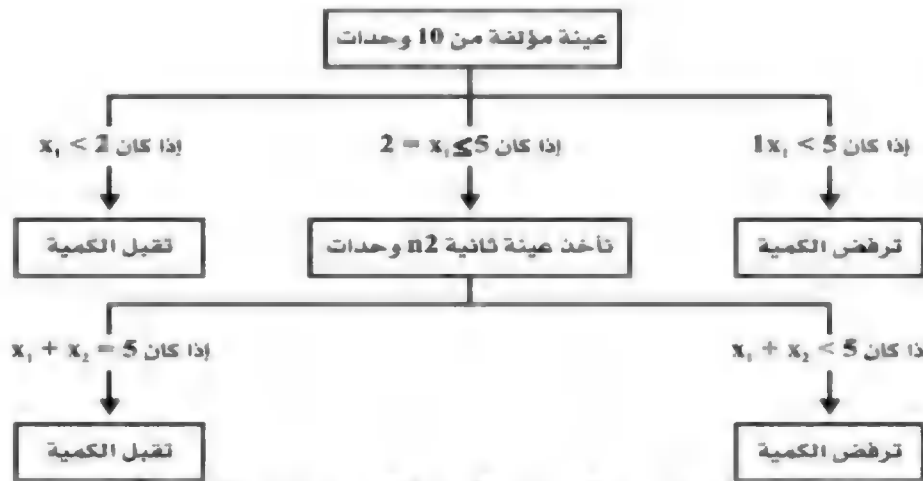 عينة مؤلفة من 10 وحدات
إذا كان 1x₁ < 5
إذا كان 2 = x₁≤5
إذا كان x₁ < 2
ترفض الكمية
تأخذ عينة ثانية n2 وحدات
تقبل الكمية
إذا كان x₁ + x₂ < 5
إذا كان x₁ + x₂ = 5
ترفض الكمية
تقبل الكمية